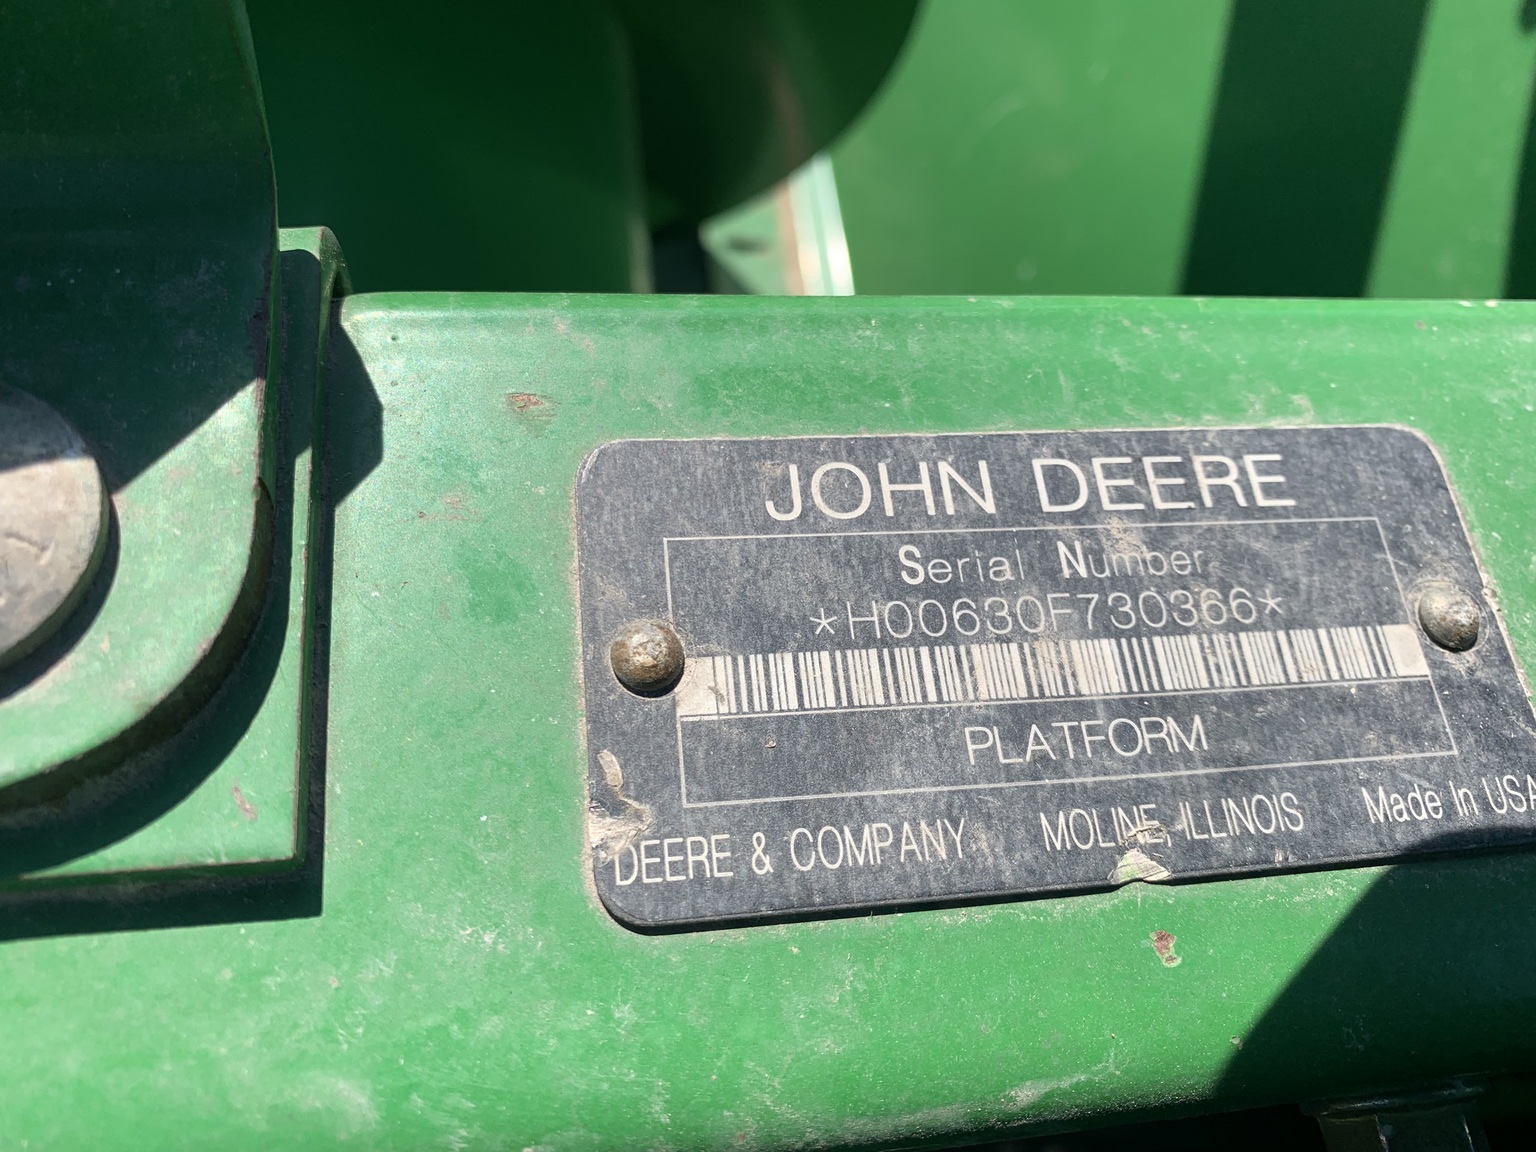 JOHN DEERE
Serial Number
*H00630F730366*
PLATFORM
DEERE & COMPANY MOLINE, ILLINOIS Made In USA